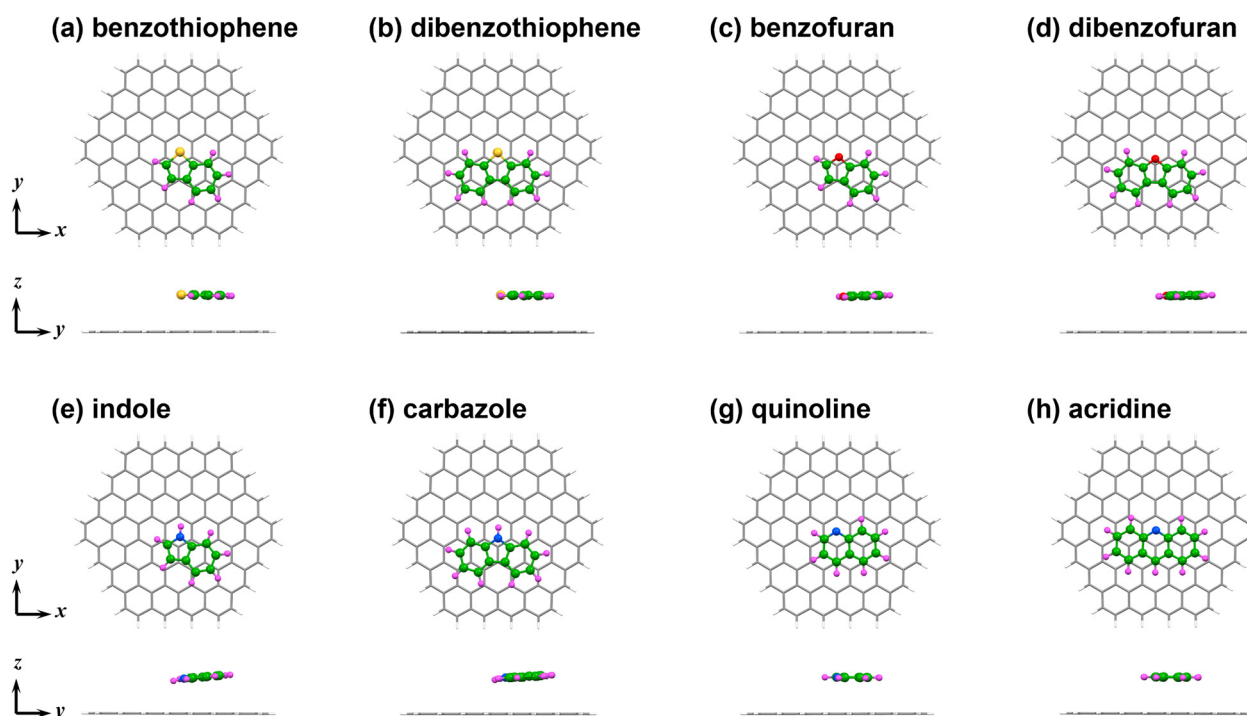 (a) benzothiophene
(b) dibenzothiophene
(c) benzofuran
(d) dibenzofuran
y
x
z
y
(e) indole
(f) carbazole
(g) quinoline
(h) acridine
y
x
z
y